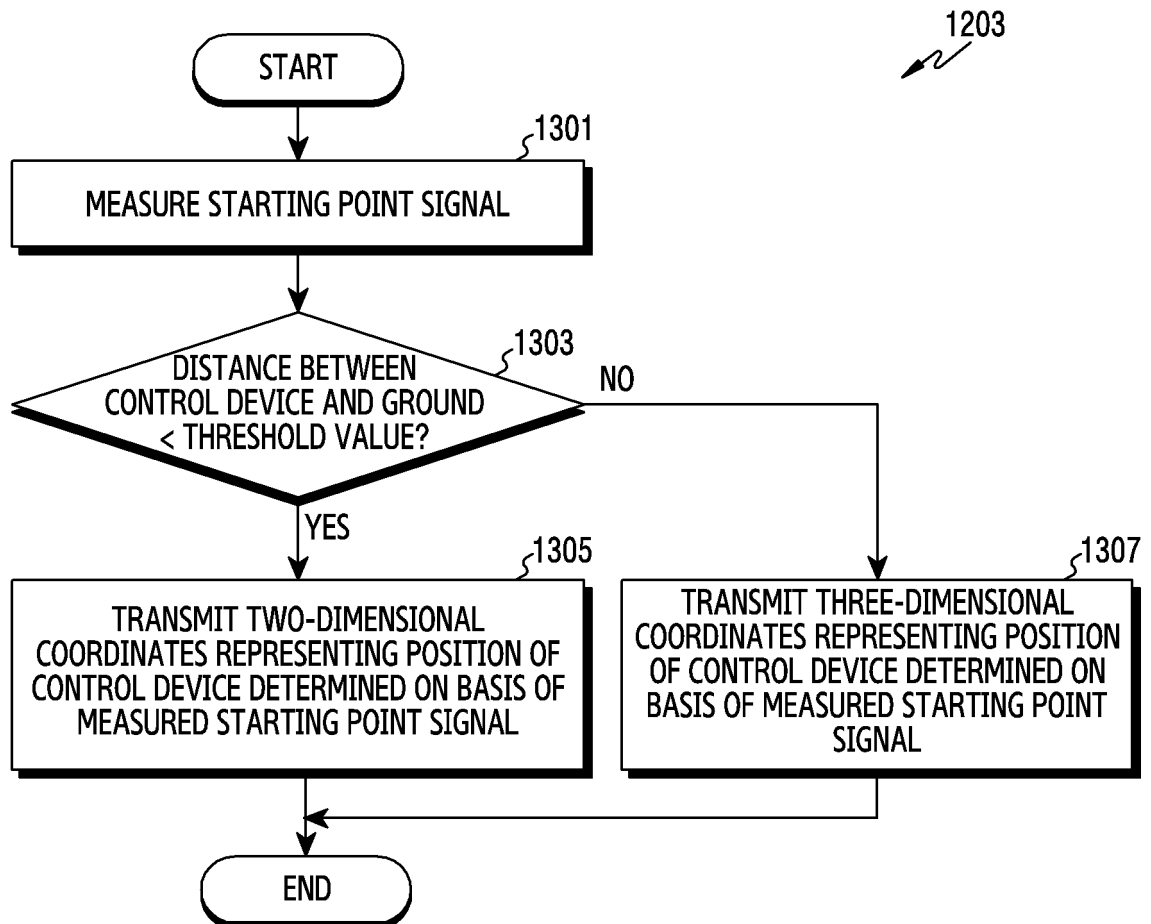 1203
START
1301
MEASURE STARTING POINT SIGNAL
1303
DISTANCE BETWEEN
CONTROL DEVICE AND GROUND
< THRESHOLD VALUE?
NO
YES
1305
TRANSMIT TWO-DIMENSIONAL
COORDINATES REPRESENTING POSITION OF
CONTROL DEVICE DETERMINED ON BASIS OF
MEASURED STARTING POINT SIGNAL
1307
TRANSMIT THREE-DIMENSIONAL
COORDINATES REPRESENTING POSITION
OF CONTROL DEVICE DETERMINED ON
BASIS OF MEASURED STARTING POINT
SIGNAL
END